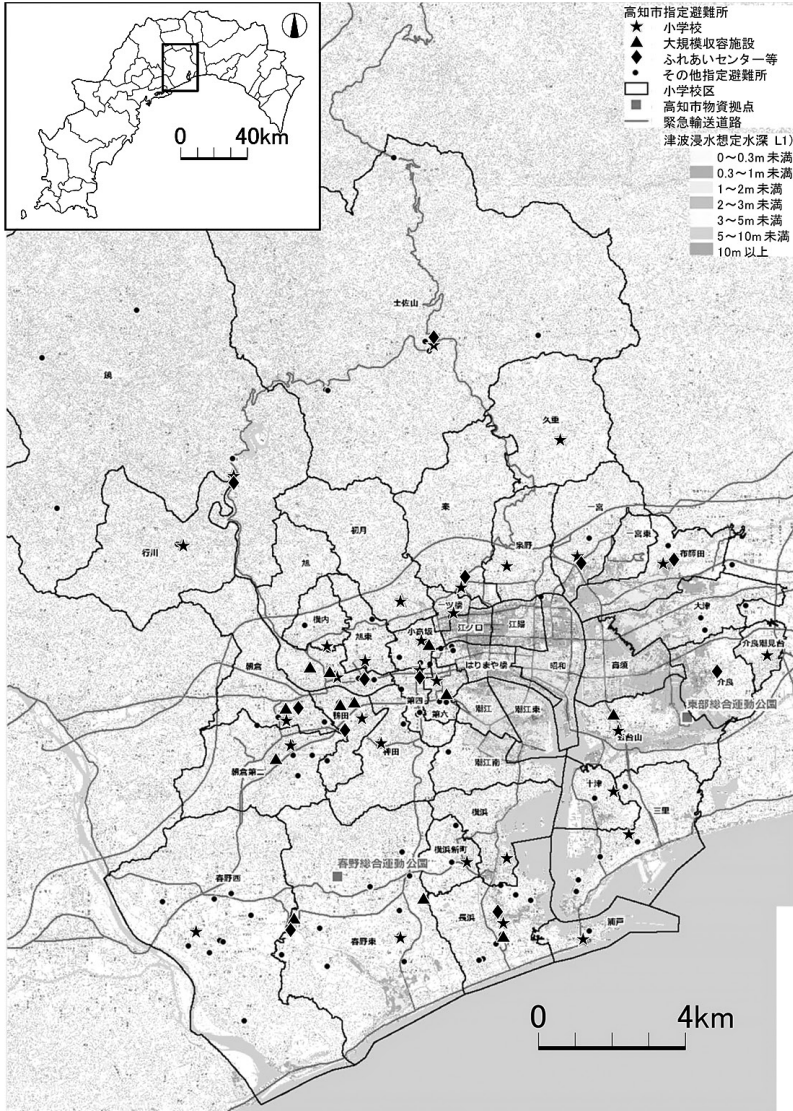 高知市指定避難所
小学校
大規模収容施設
ふれあいセンター等
その他指定避難所
小学校区
高知市物資拠点
緊急輸送道路
津波浸水想定水深 L1)
0～0.3m 未満
0.3～1m 未満
1～2m 未満
2～3m 未満
3～5m 未満
5～10m 未満
10m 以上
0 40km
土佐山
鏡
久重
行川
初月
秦
泉野
一宮
一宮東
布師田
旭
横内
旭東
小高坂
一ツ橋
江ノ口
江陽
大津
介良潮見台
朝倉
はりまや橋
昭和
高須
介良
東部総合運動公園
鴨田
第四
第六
潮江
潮江東
五台山
朝倉第二
神田
潮江南
十津
三里
横浜
横浜新町
春野総合運動公園
春野西
長浜
浦戸
春野東
0 4km